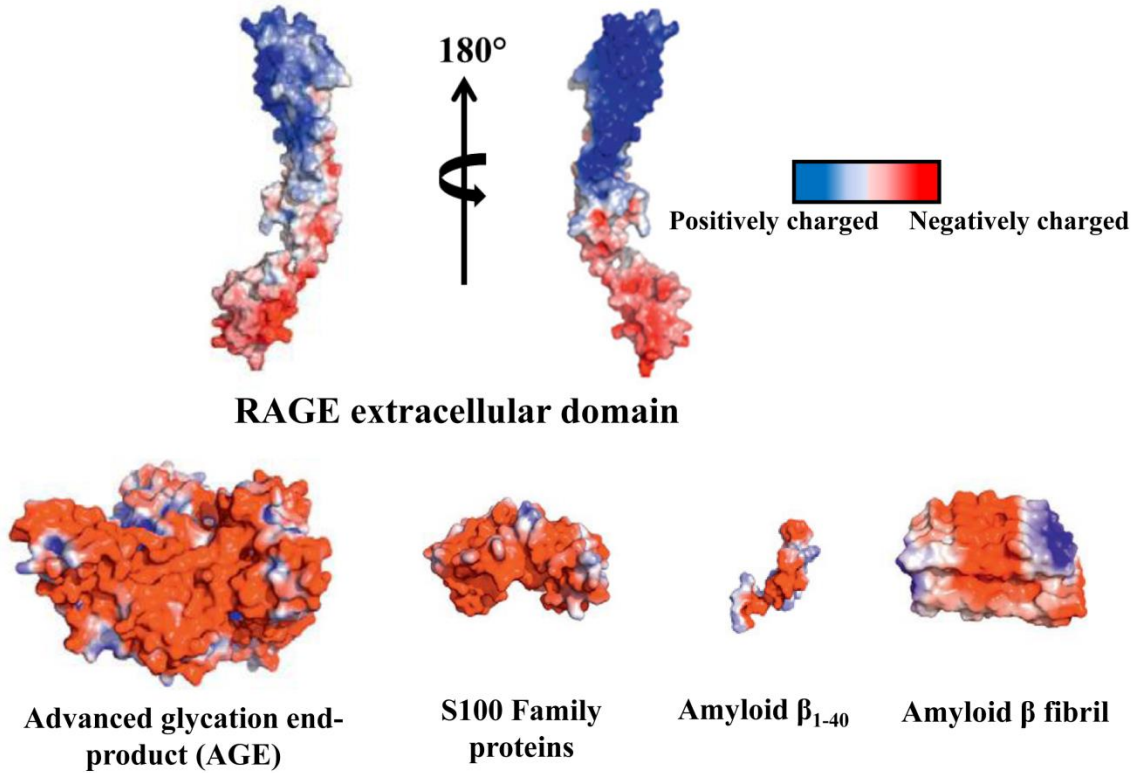 180°
Positively charged Negatively charged
RAGE extracellular domain
Advanced glycation end-
product (AGE)
S100 Family
proteins
Amyloid β₁₋₄₀
Amyloid β fibril